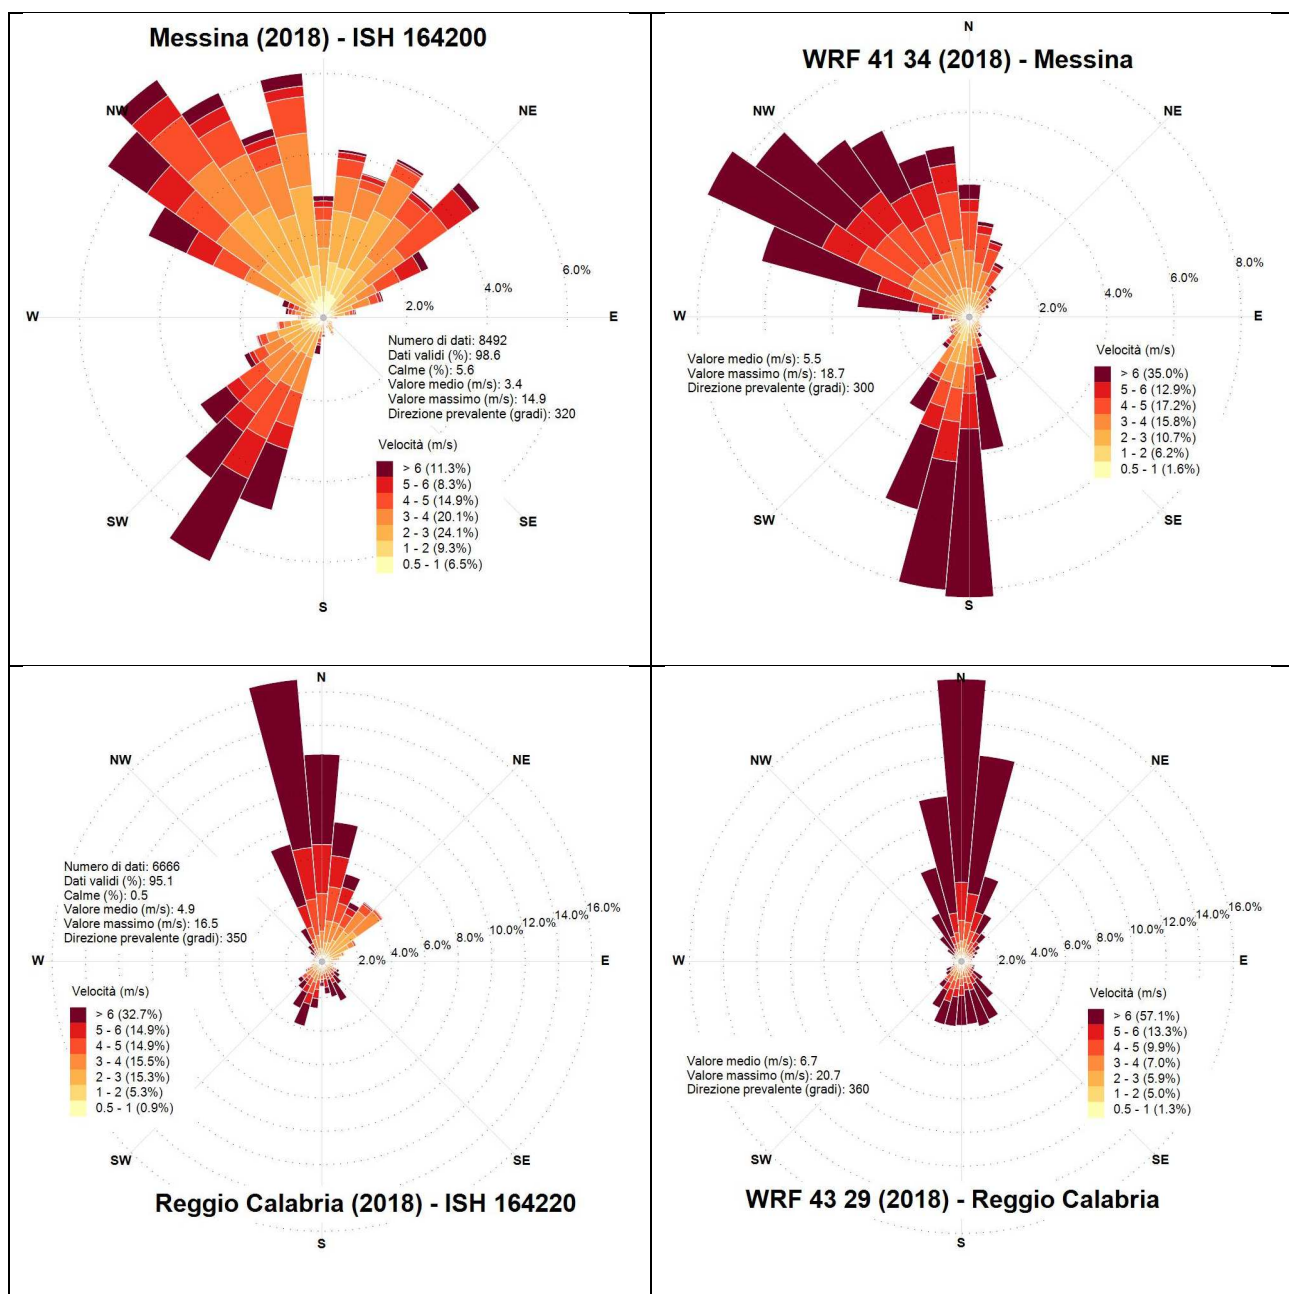 Messina (2018) - ISH 164200
NW
NE
6.0%
4.0%
2.0%
W
E
Numero di dati: 8492
Dati validi (%): 98.6
Calme (%): 5.6
Valore medio (m/s): 3.4
Valore massimo (m/s): 14.9
Direzione prevalente (gradi): 320
Velocità (m/s)
> 6 (11.3%)
5 - 6 (8.3%)
4 - 5 (14.9%)
3 - 4 (20.1%)
2 - 3 (24.1%)
1 - 2 (9.3%)
0.5 - 1 (6.5%)
SW
SE
S
N
WRF 41 34 (2018) - Messina
NW
NE
8.0%
6.0%
4.0%
2.0%
W
E
Valore medio (m/s): 5.5
Valore massimo (m/s): 18.7
Direzione prevalente (gradi): 300
Velocità (m/s)
> 6 (35.0%)
5 - 6 (12.9%)
4 - 5 (17.2%)
3 - 4 (15.8%)
2 - 3 (10.7%)
1 - 2 (6.2%)
0.5 - 1 (1.6%)
SW
SE
S
N
NW
NE
Numero di dati: 6666
Dati validi (%): 95.1
Calme (%): 0.5
Valore medio (m/s): 4.9
Valore massimo (m/s): 16.5
Direzione prevalente (gradi): 350
2.0%
4.0%
6.0%
8.0%
10.0%
12.0%
14.0%
16.0%
W
E
Velocità (m/s)
> 6 (32.7%)
5 - 6 (14.9%)
4 - 5 (14.9%)
3 - 4 (15.5%)
2 - 3 (15.3%)
1 - 2 (5.3%)
0.5 - 1 (0.9%)
SW
SE
Reggio Calabria (2018) - ISH 164220
S
N
NW
NE
2.0%
4.0%
6.0%
8.0%
10.0%
12.0%
14.0%
16.0%
W
E
Valore medio (m/s): 6.7
Valore massimo (m/s): 20.7
Direzione prevalente (gradi): 360
Velocità (m/s)
> 6 (57.1%)
5 - 6 (13.3%)
4 - 5 (9.9%)
3 - 4 (7.0%)
2 - 3 (5.9%)
1 - 2 (5.0%)
0.5 - 1 (1.3%)
SW
SE
WRF 43 29 (2018) - Reggio Calabria
S